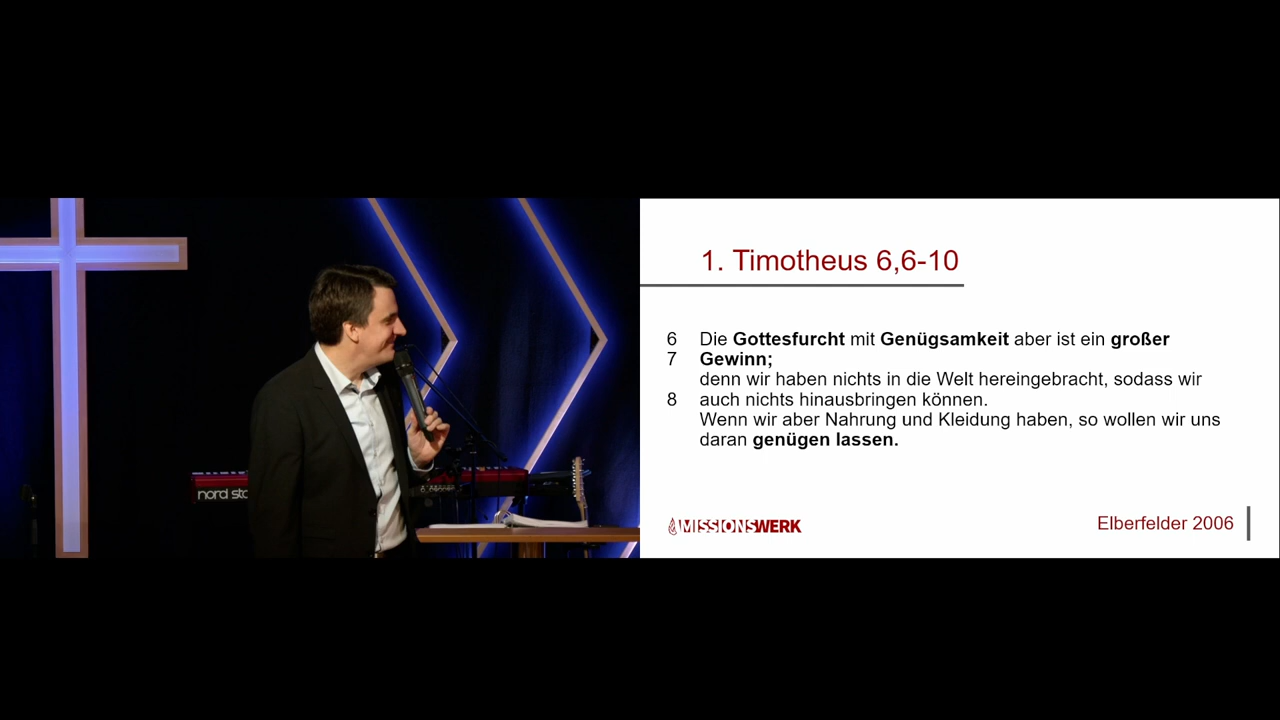 nord sta
1. Timotheus 6,6-10
6 Die Gottesfurcht mit Genügsamkeit aber ist ein großer
7 Gewinn;
denn wir haben nichts in die Welt hereingebracht, sodass wir
8 auch nichts hinausbringen können.
Wenn wir aber Nahrung und Kleidung haben, so wollen wir uns
daran genügen lassen.
MISSIONSWERK
Elberfelder 2006